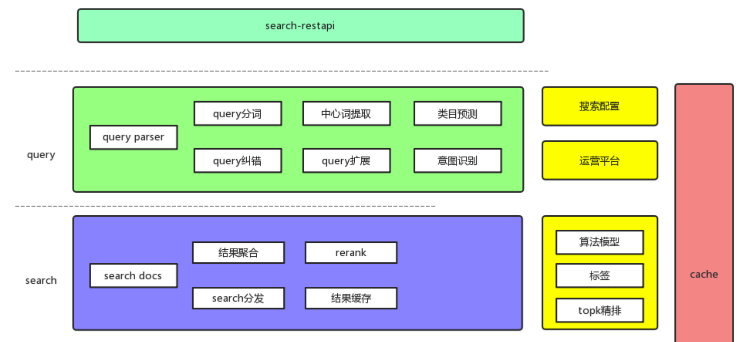 search-restapi
query
query parser
query分词
中心词提取
类目预测
query纠错
query扩展
意图识别
搜索配置
运营平台
search
search docs
结果聚合
rerank
search分发
结果缓存
算法模型
标签
topk精排
cache